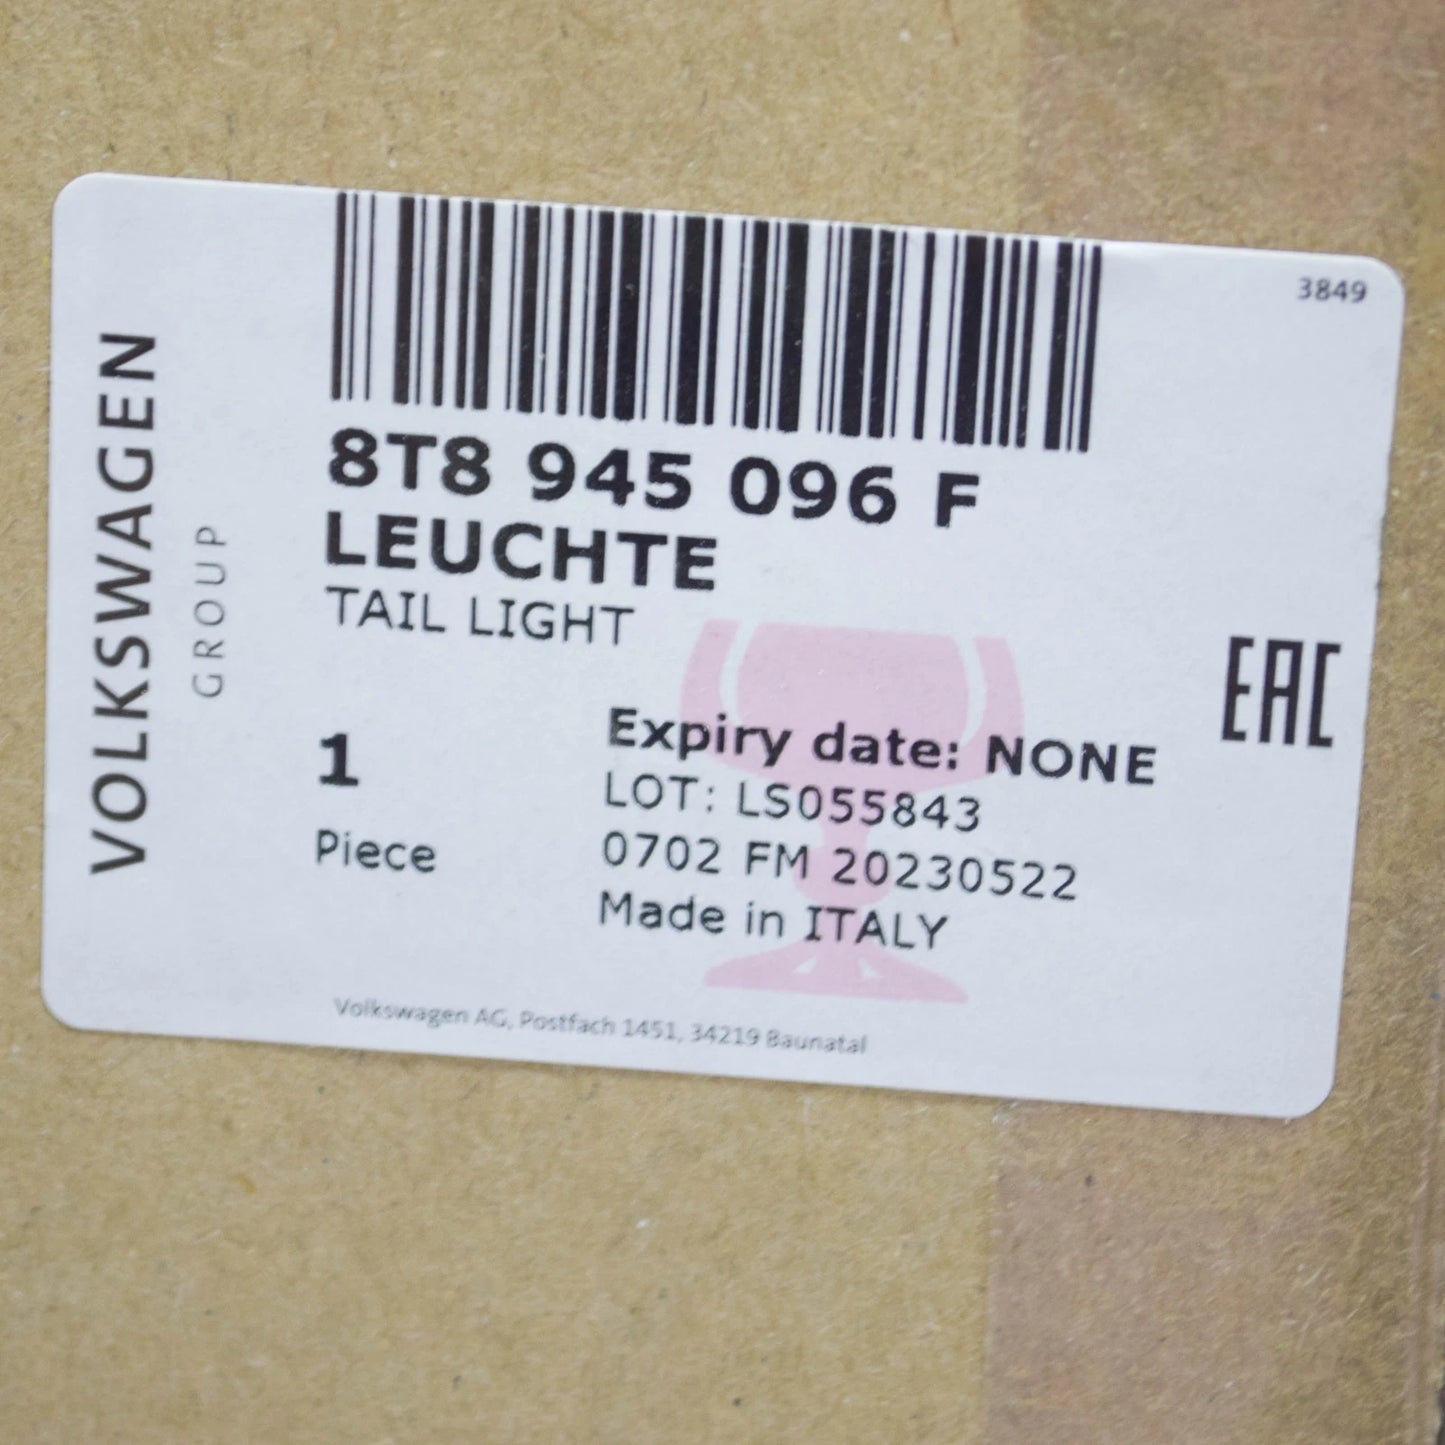 VOLKSWAGEN
GROUP
3849
8T8 945 096 F
LEUCHTE
TAIL LIGHT
EAC
1
Piece
Expiry date: NONE
LOT: LS055843
0702 FM 20230522
Made in ITALY
Volkswagen AG, Postfach 1451, 34219 Baunatal